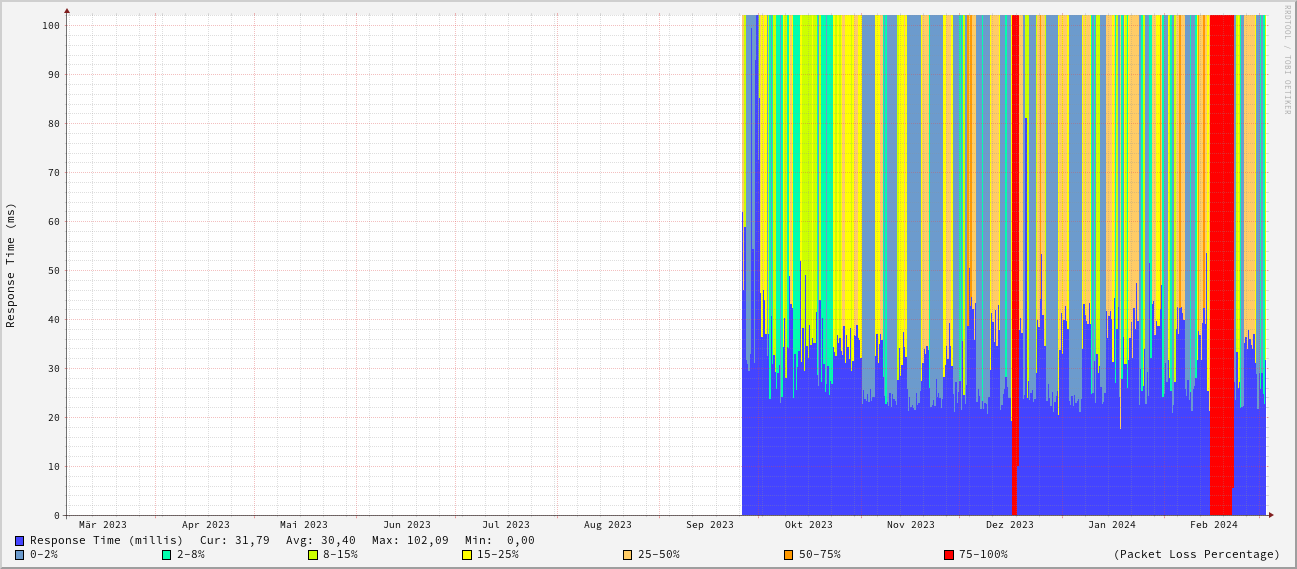 RRDTOOL / TOBI OETIKER
Response Time (ms)
100
90
80
70
60
50
40
30
20
10
0
Mär 2023 Apr 2023 Mai 2023 Jun 2023 Jul 2023 Aug 2023 Sep 2023 Okt 2023 Nov 2023 Dez 2023 Jan 2024 Feb 2024
Response Time (millis) Cur: 31,79 Avg: 30,40 Max: 102,09 Min: 0,00
0-2% 2-8% 8-15% 15-25% 25-50% 50-75% 75-100% (Packet Loss Percentage)